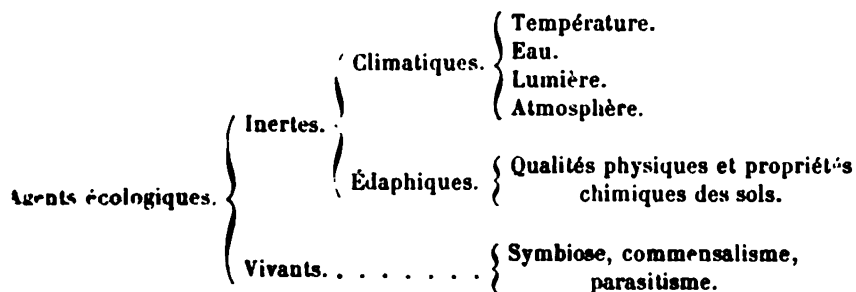 Température.
Climatiques. Eau.
Lumière.
Atmosphère.
Inertes.
Édaphiques. Qualités physiques et propriétés
chimiques des sols.
Agents écologiques.
Vivants. . . . . . . . Symbiose, commensalisme,
parasitisme.